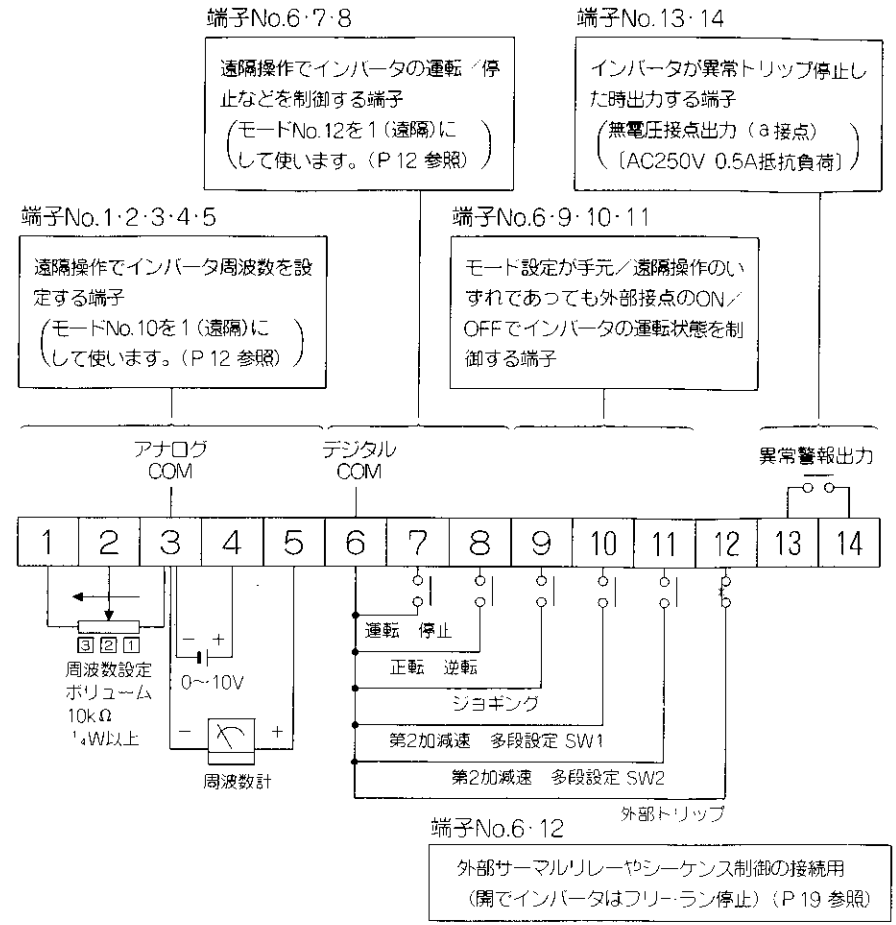 端子No.6·7·8
遠隔操作でインバータの運転／停
止などを制御する端子
(モードNo.12を1(遠隔)に
して使います。(P 12 参照))
端子No.13·14
インバータが異常トリップ停止し
た時出力する端子
(無電圧接点出力(a接点)
〔AC250V 0.5A抵抗負荷〕)
端子No.1·2·3·4·5
遠隔操作でインバータ周波数を設
定する端子
(モードNo.10を1(遠隔)に
して使います。(P 12 参照))
端子No.6·9·10·11
モード設定が手元／遠隔操作のい
ずれであっても外部接点のON／
OFFでインバータの運転状態を制
御する端子
アナログ
COM
デジタル
COM
異常警報出力
1 2 3 4 5 6 7 8 9 10 11 12 13 14
3 2 1
周波数設定
ボリューム
10kΩ
1/4W以上
− +
0〜10V
− +
周波数計
運転 停止
正転 逆転
ジョギング
第2加減速 多段設定 SW1
第2加減速 多段設定 SW2
外部トリップ
端子No.6·12
外部サーマルリレーやシーケンス制御の接続用
(開でインバータはフリーラン停止)(P 19 参照)